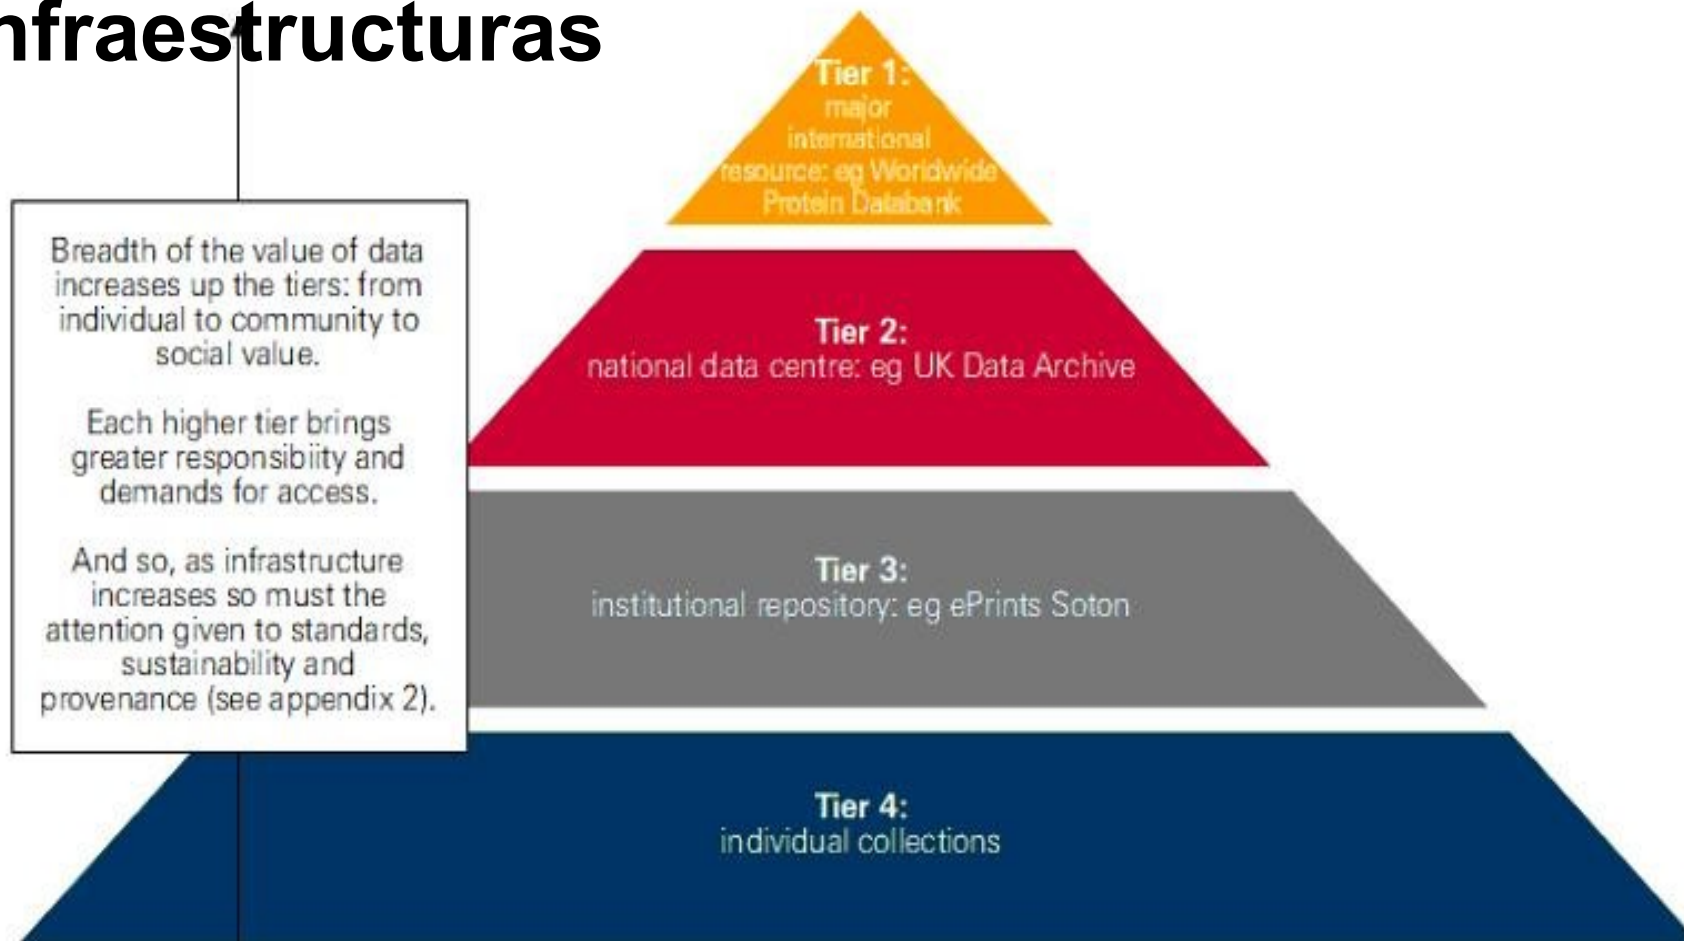 nfraestructuras
Tier 1:
major
international
resource: eg Worldwide
Protein Databank
Breadth of the value of data
increases up the tiers: from
individual to community to
social value.
Each higher tier brings
greater responsibiity and
demands for access.
And so, as infrastructure
increases so must the
attention given to standards,
sustainability and
provenance (see appendix 2).
Tier 2:
national data centre: eg UK Data Archive
Tier 3:
institutional repository: eg ePrints Soton
Tier 4:
individual collections